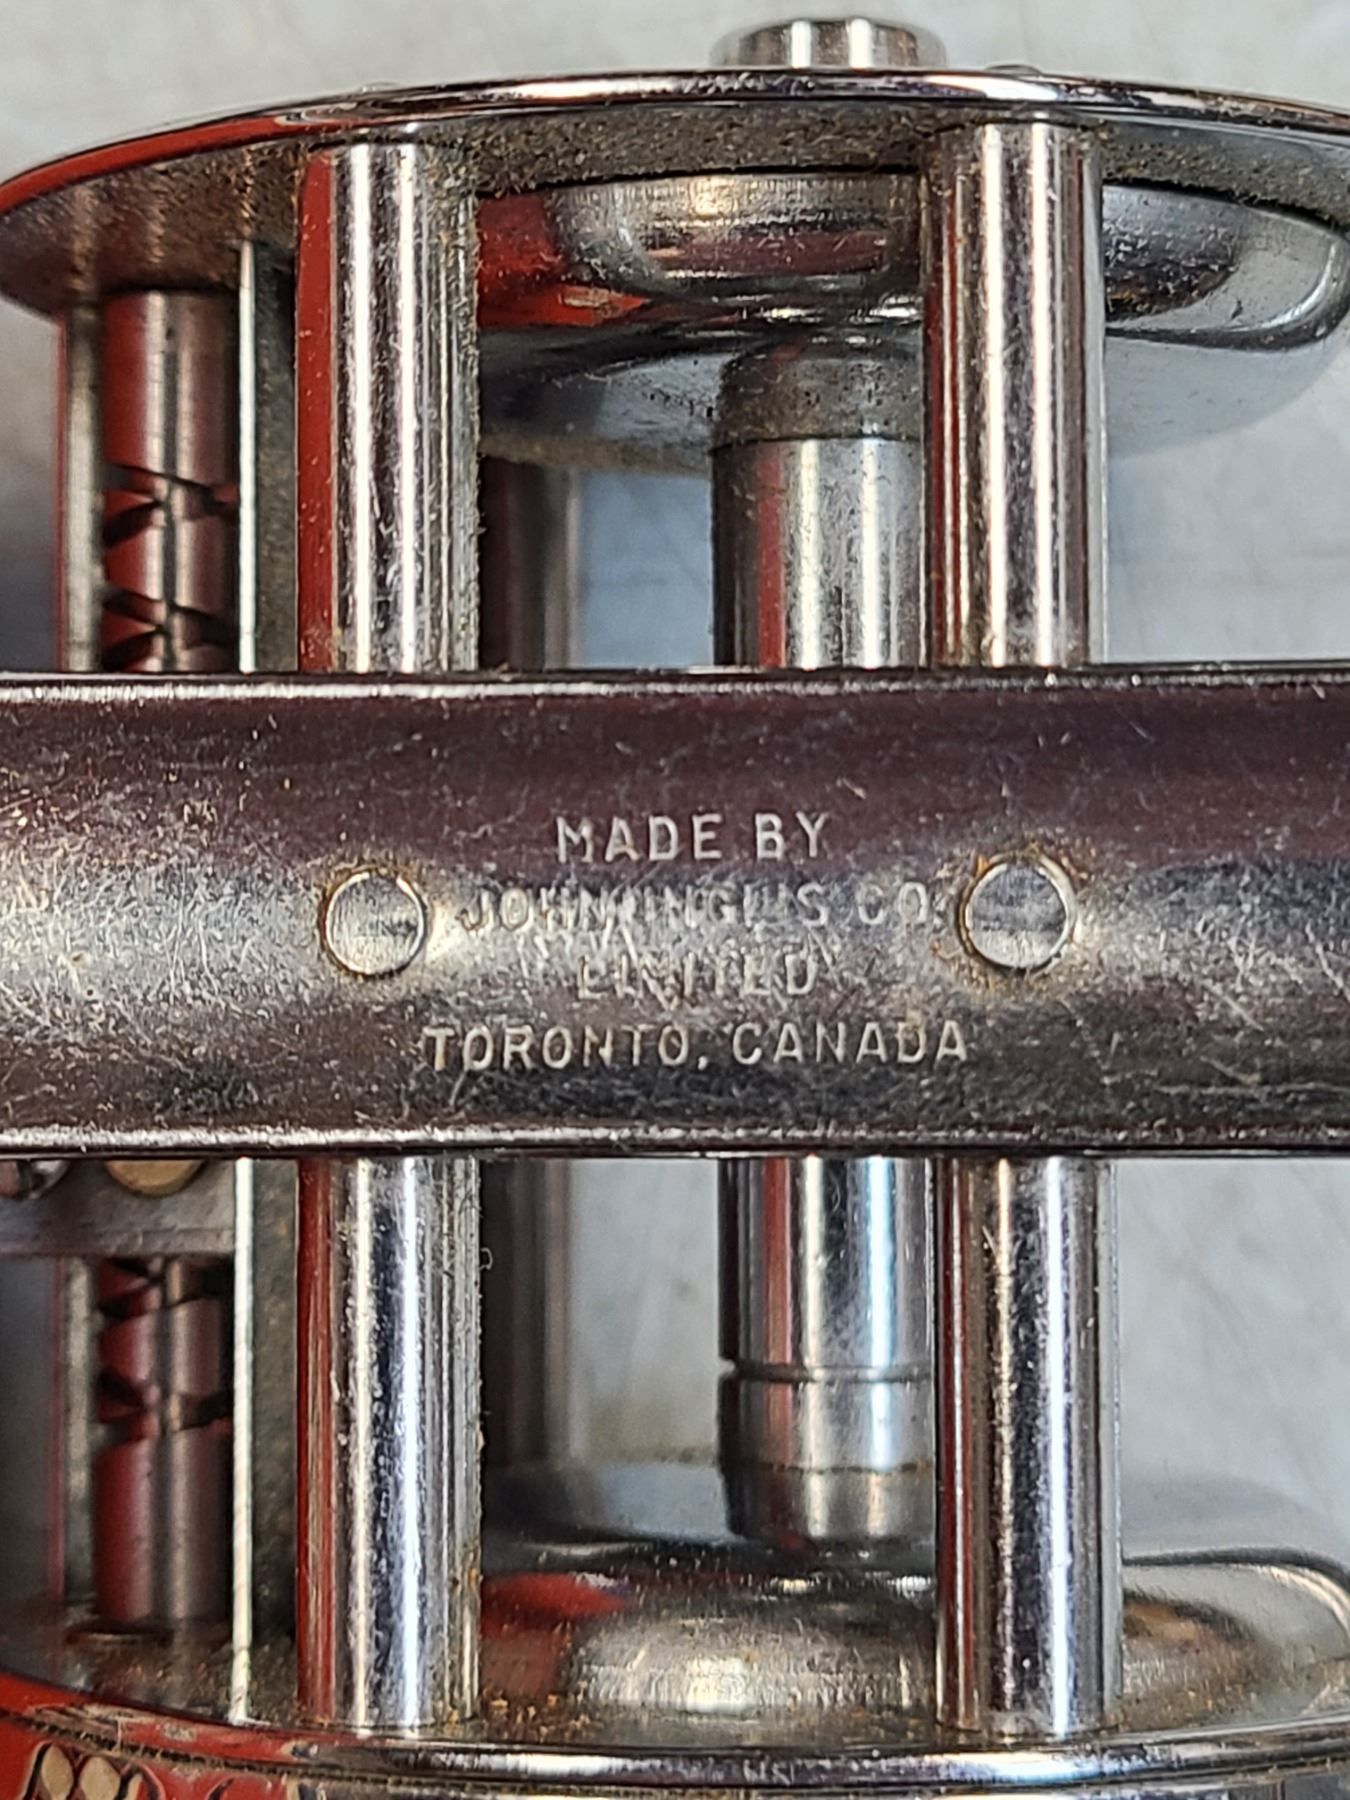 MADE BY
JOHN INGLIS CO.
LIMITED
TORONTO, CANADA